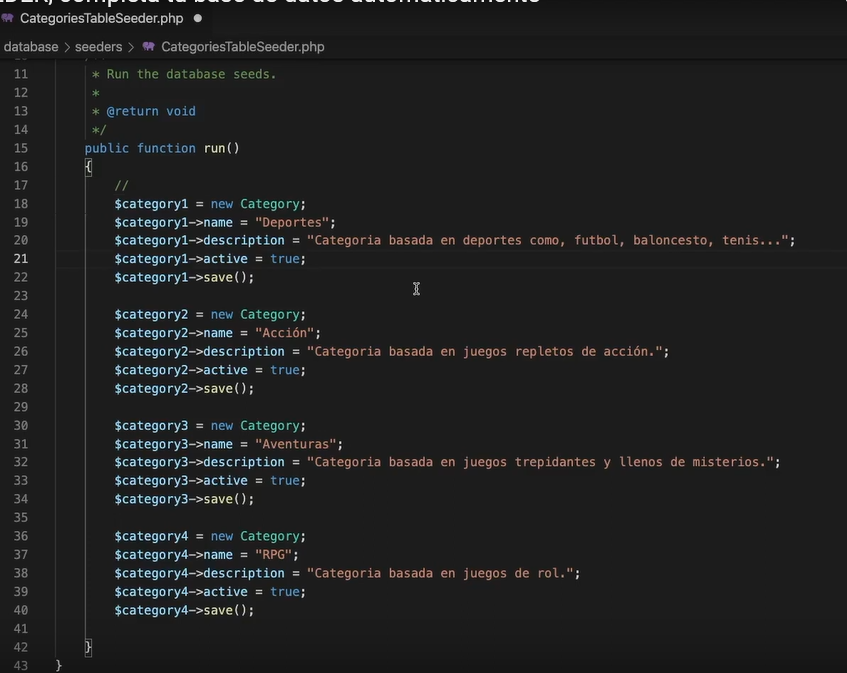 completa tu base de datos automáticamente
CategoriesTableSeeder.php
database > seeders > CategoriesTableSeeder.php
11 * Run the database seeds.
12 *
13 * @return void
14 */
15 public function run()
16 {
17 //
18 $category1 = new Category;
19 $category1->name = "Deportes";
20 $category1->description = "Categoria basada en deportes como, futbol, baloncesto, tenis...";
21 $category1->active = true;
22 $category1->save();
23
24 $category2 = new Category;
25 $category2->name = "Acción";
26 $category2->description = "Categoria basada en juegos repletos de acción.";
27 $category2->active = true;
28 $category2->save();
29
30 $category3 = new Category;
31 $category3->name = "Aventuras";
32 $category3->description = "Categoria basada en juegos trepidantes y llenos de misterios.";
33 $category3->active = true;
34 $category3->save();
35
36 $category4 = new Category;
37 $category4->name = "RPG";
38 $category4->description = "Categoria basada en juegos de rol.";
39 $category4->active = true;
40 $category4->save();
41
42 }
43 }